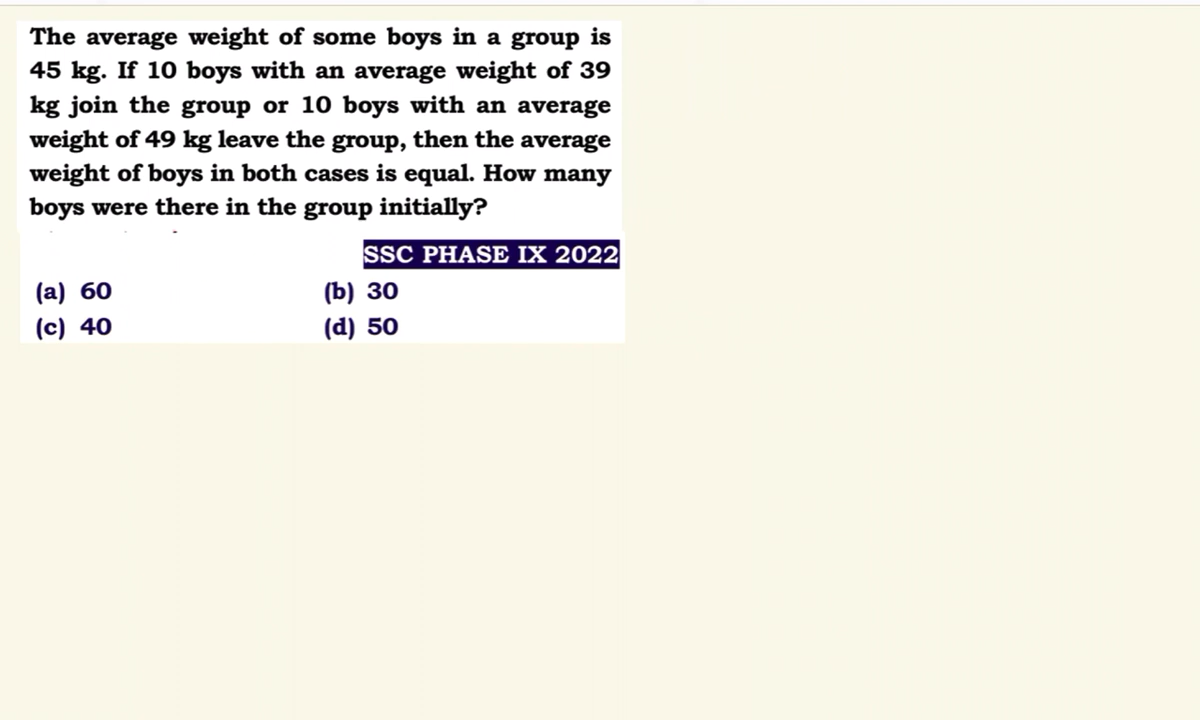 The average weight of some boys in a group is
45 kg. If 10 boys with an average weight of 39
kg join the group or 10 boys with an average
weight of 49 kg leave the group, then the average
weight of boys in both cases is equal. How many
boys were there in the group initially?
SSC PHASE IX 2022
(a) 60 (b) 30
(c) 40 (d) 50